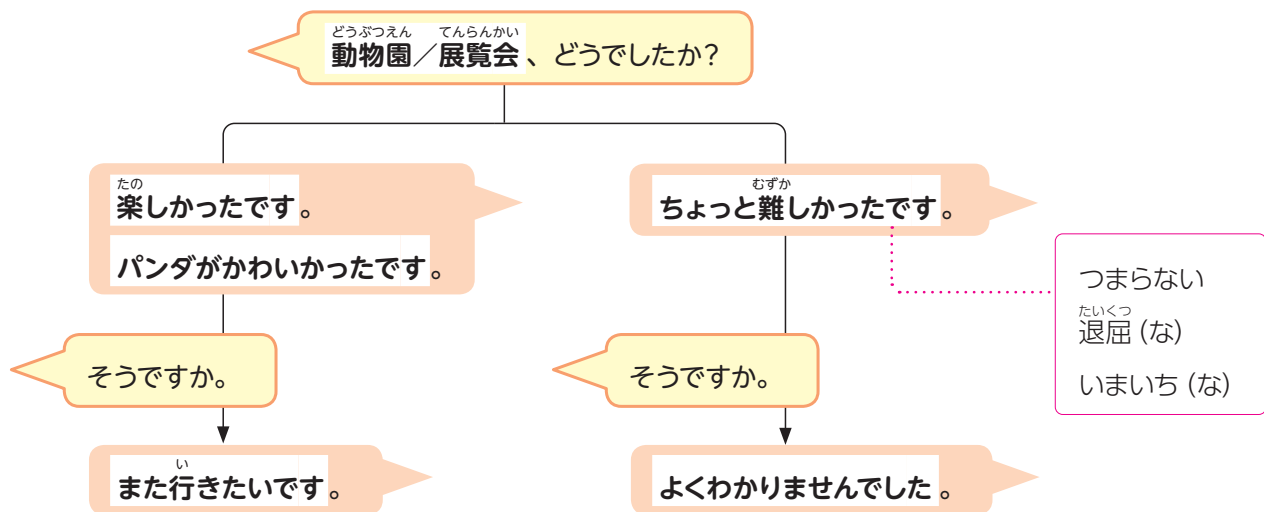 どうぶつえん てんらんかい
動物園／展覧会、どうでしたか？
たの
楽しかったです。
パンダがかわいかったです。
むずか
ちょっと難しかったです。
つまらない
たいくつ
退屈 (な)
いまいち (な)
そうですか。
そうですか。
い
また行きたいです。
よくわかりませんでした。